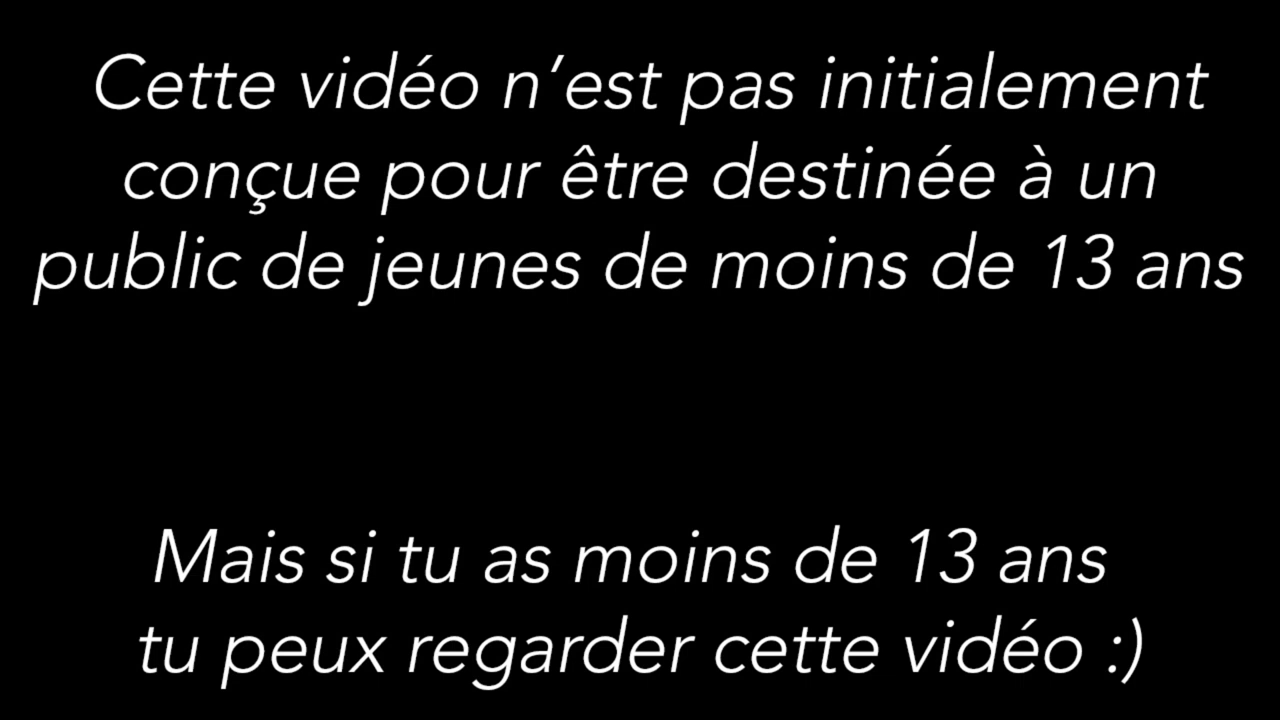 Cette vidéo n’est pas initialement
conçue pour être destinée à un
public de jeunes de moins de 13 ans
Mais si tu as moins de 13 ans
tu peux regarder cette vidéo :)